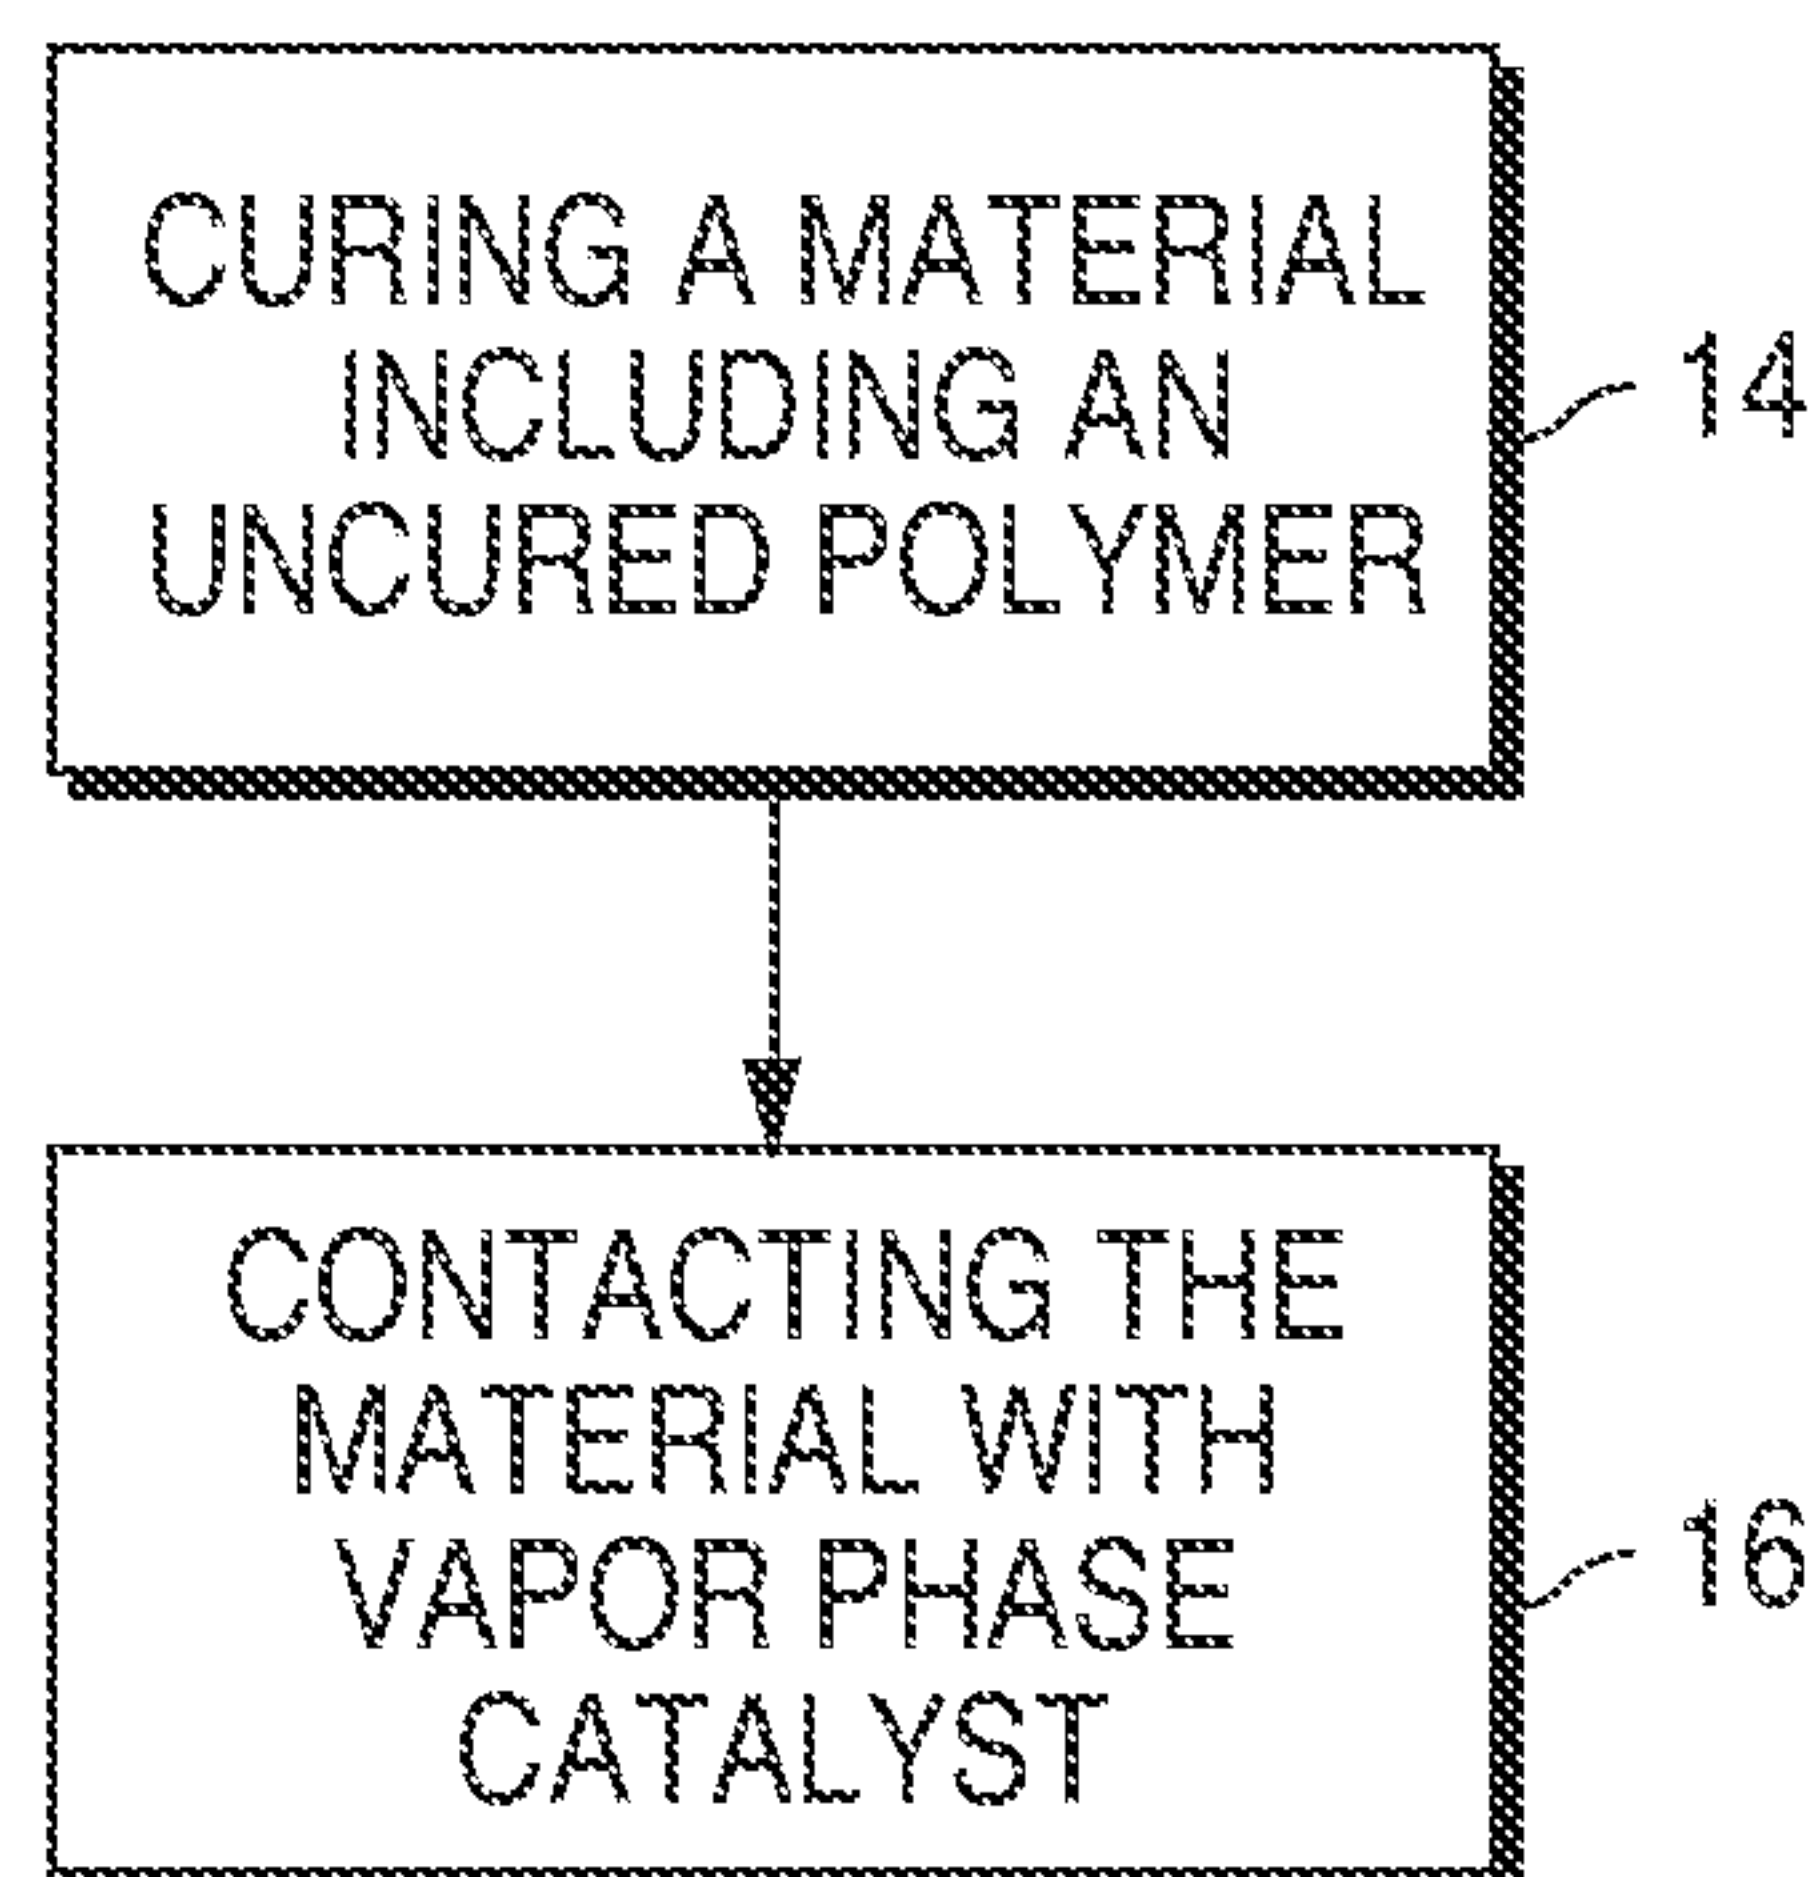 CURING A MATERIAL
INCLUDING AN
UNCURED POLYMER
14
CONTACTING THE
MATERIAL WITH
VAPOR PHASE
CATALYST
16